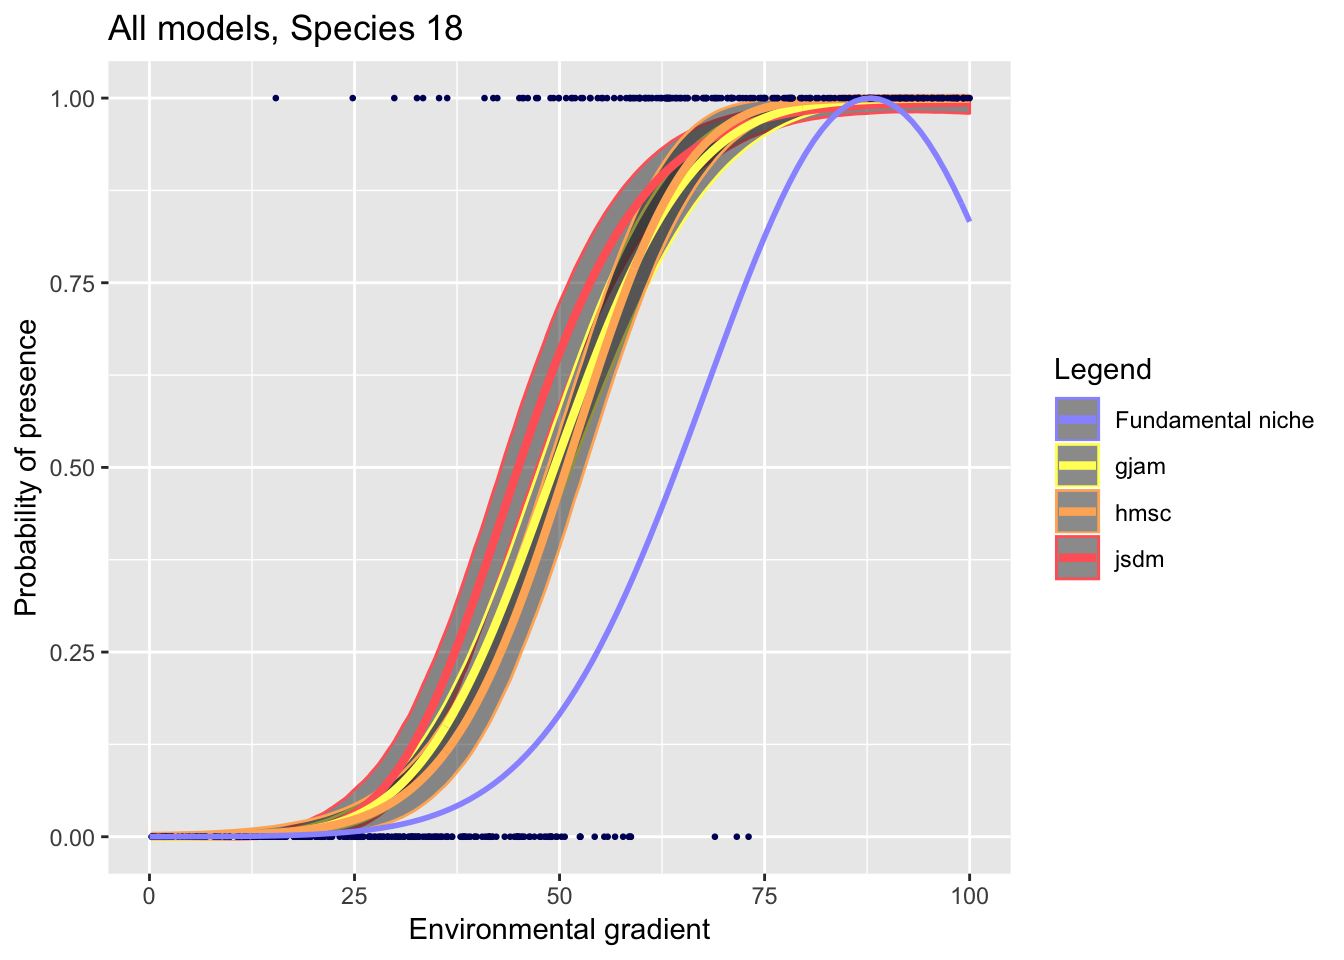 All models, Species 18
Probability of presence
1.00
0.75
0.50
0.25
0.00
0
25
50
75
100
Environmental gradient
Legend
Fundamental niche
gjam
hmsc
jsdm